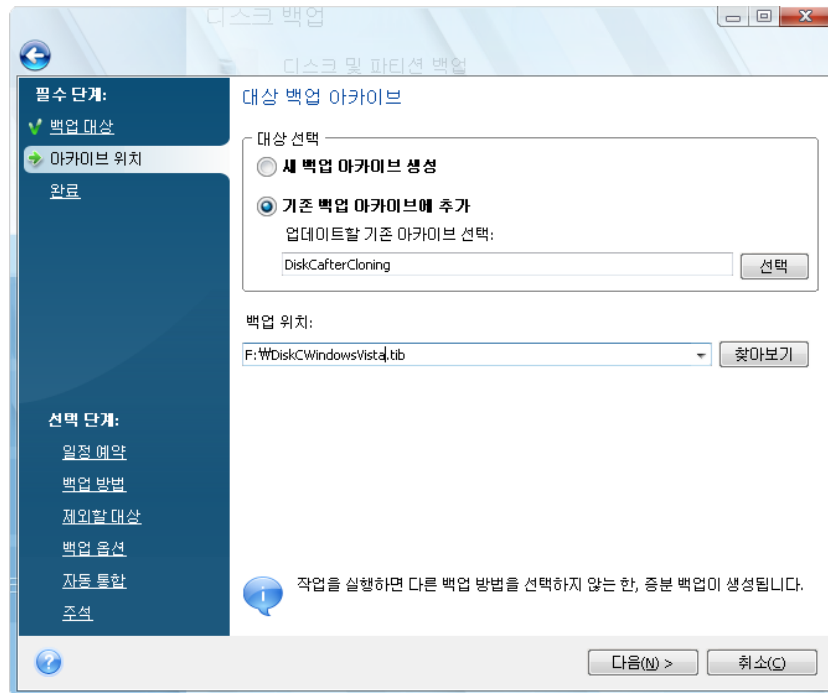 디스크 백업
디스크 및 파티션 백업
필수 단계:
백업 대상
아카이브 위치
완료
대상 백업 아카이브
대상 선택
새 백업 아카이브 생성
기존 백업 아카이브에 추가
업데이트할 기존 아카이브 선택:
DiskCafterCloning
선택
백업 위치:
F:₩DiskCWindowsVista.tib
찾아보기
선택 단계:
일정 예약
백업 방법
제외할 대상
백업 옵션
자동 통합
주석
작업을 실행하면 다른 백업 방법을 선택하지 않는 한, 증분 백업이 생성됩니다.
다음(N) >
취소(C)